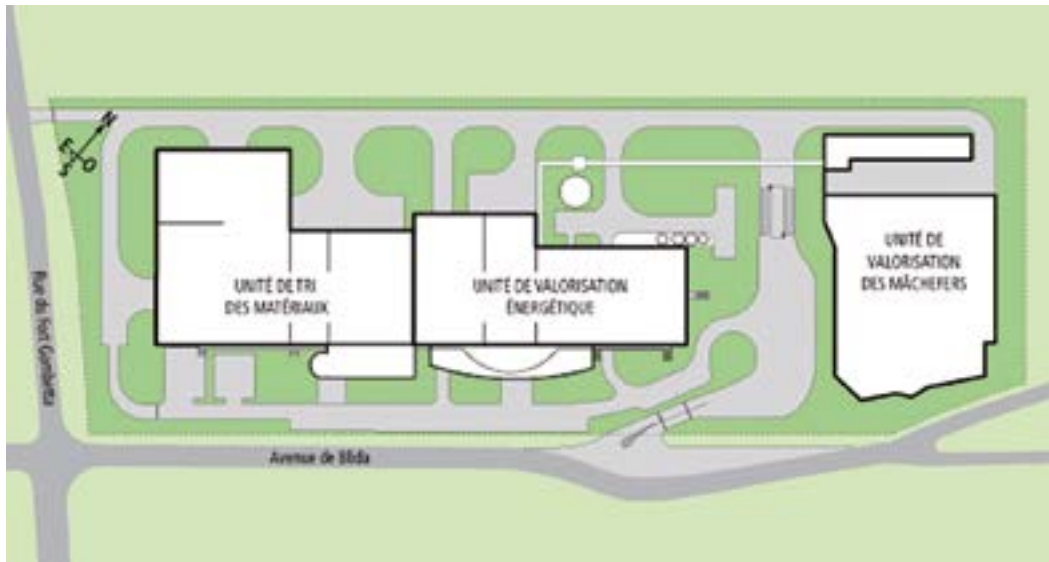 N
E
O
S
UNITÉ DE TRI
DES MATÉRIAUX
UNITÉ DE VALORISATION
ÉNERGÉTIQUE
UNITÉ DE
VALORISATION
DES MÂCHEFERS
Rue du Fort Gambetta
Avenue de Blida